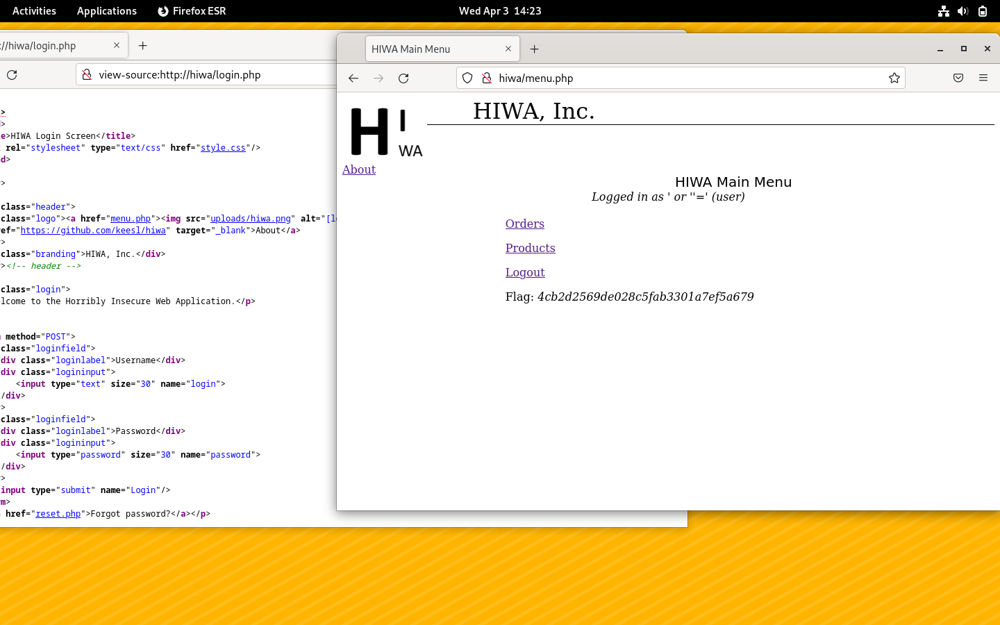 Activities Applications Firefox ESR Wed Apr 3 14:23
://hiwa/login.php
view-source:http://hiwa/login.php
>
>
e>HIWA Login Screen</title>
rel="stylesheet" type="text/css" href="style.css"/>
d>
>
class="header">
class="logo"><a href="menu.php"><img src="uploads/hiwa.png" alt="[l
ef="https://github.com/keesl/hiwa" target="_blank">About</a>
>
class="branding">HIWA, Inc.</div>
><!-- header -->
class="login">
lcome to the Horribly Insecure Web Application.</p>
method="POST">
class="loginfield">
div class="loginlabel">Username</div>
div class="logininput">
<input type="text" size="30" name="login">
/div>
>
class="loginfield">
div class="loginlabel">Password</div>
div class="logininput">
<input type="password" size="30" name="password">
/div>
>
input type="submit" name="Login"/>
m>
href="reset.php">Forgot password?</a></p>
HIWA Main Menu
hiwa/menu.php
HI
WA
HIWA, Inc.
About
HIWA Main Menu
Logged in as ' or ''=' (user)
Orders
Products
Logout
Flag: 4cb2d2569de028c5fab3301a7ef5a679